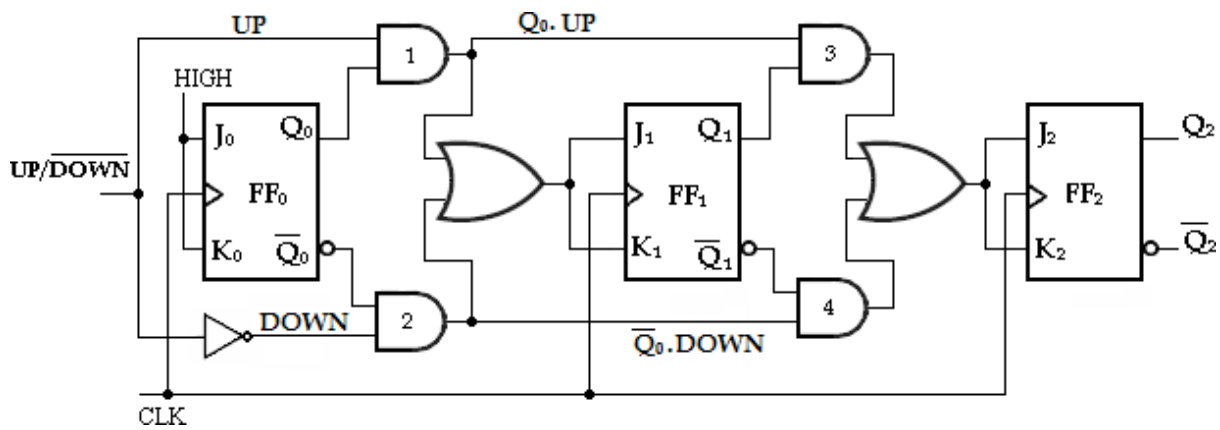 UP
Q₀.UP
1
3
HIGH
J₀
Q₀
J₁
Q₁
J₂
Q₂
UP/D̅O̅W̅N̅
FF₀
FF₁
FF₂
K₀
Q̅₀
K₁
Q̅₁
K₂
Q̅₂
DOWN
2
4
Q̅₀.DOWN
CLK